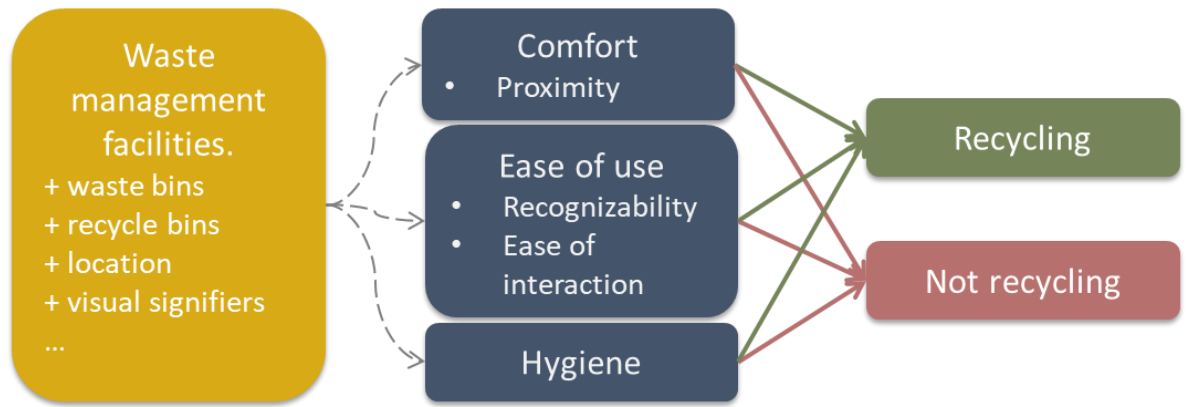 Waste
management
facilities.
+ waste bins
+ recycle bins
+ location
+ visual signifiers
...
Comfort
• Proximity
Ease of use
• Recognizability
• Ease of
interaction
Hygiene
Recycling
Not recycling